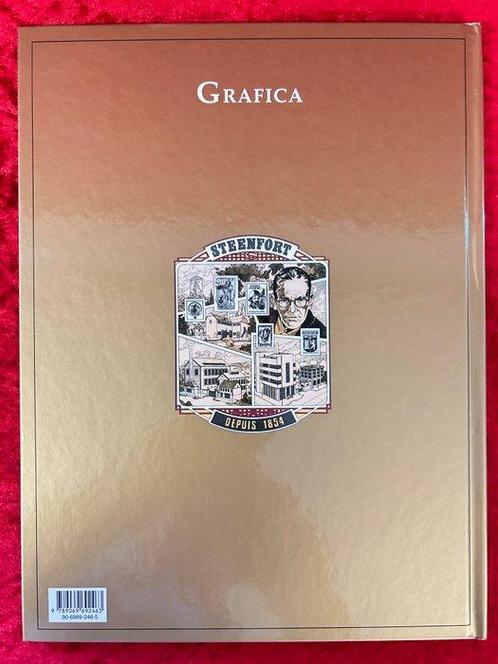 GRAFICA
STEENFORT
DEPUIS 1854
9 789069 692463
90-6969-246-5